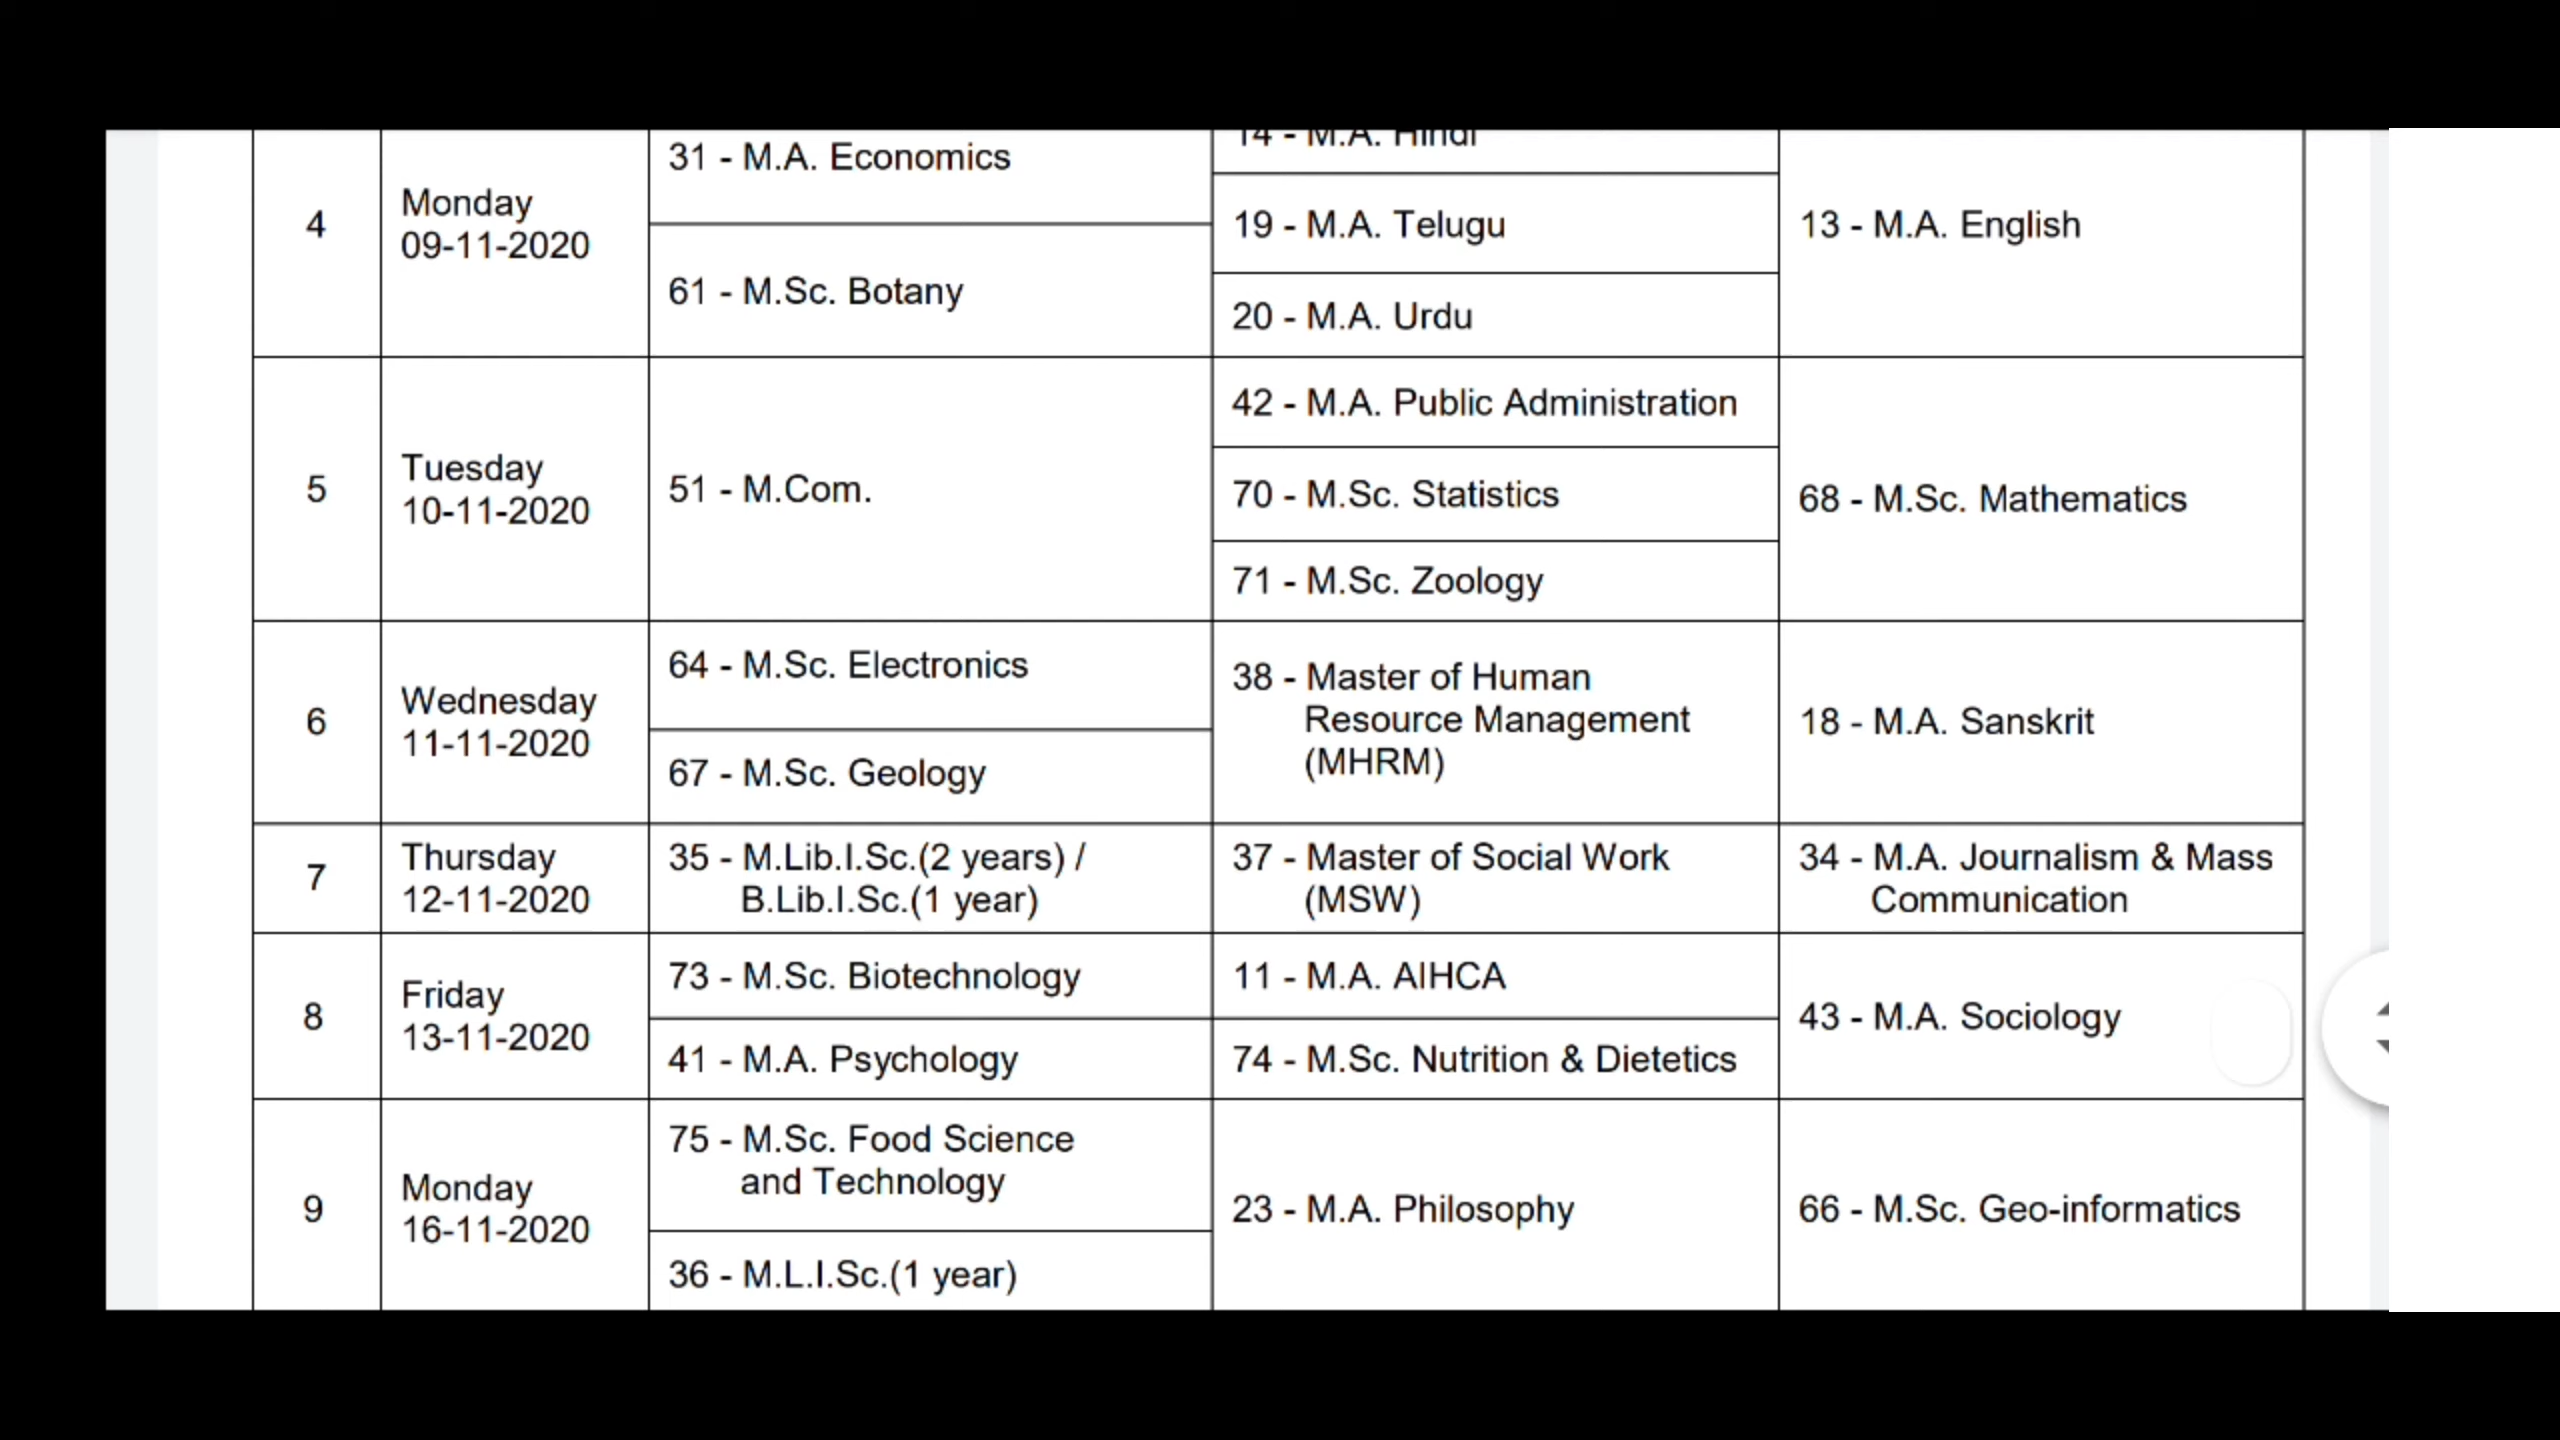 4
Monday
09-11-2020
31 - M.A. Economics
61 - M.Sc. Botany
14 - M.A. Hindi
19 - M.A. Telugu
20 - M.A. Urdu
13 - M.A. English
5
Tuesday
10-11-2020
51 - M.Com.
42 - M.A. Public Administration
70 - M.Sc. Statistics
71 - M.Sc. Zoology
68 - M.Sc. Mathematics
6
Wednesday
11-11-2020
64 - M.Sc. Electronics
67 - M.Sc. Geology
38 - Master of Human
Resource Management
(MHRM)
18 - M.A. Sanskrit
7
Thursday
12-11-2020
35 - M.Lib.I.Sc.(2 years) /
B.Lib.I.Sc.(1 year)
37 - Master of Social Work
(MSW)
34 - M.A. Journalism & Mass
Communication
8
Friday
13-11-2020
73 - M.Sc. Biotechnology
41 - M.A. Psychology
11 - M.A. AIHCA
74 - M.Sc. Nutrition & Dietetics
43 - M.A. Sociology
9
Monday
16-11-2020
75 - M.Sc. Food Science
and Technology
36 - M.L.I.Sc.(1 year)
23 - M.A. Philosophy
66 - M.Sc. Geo-informatics